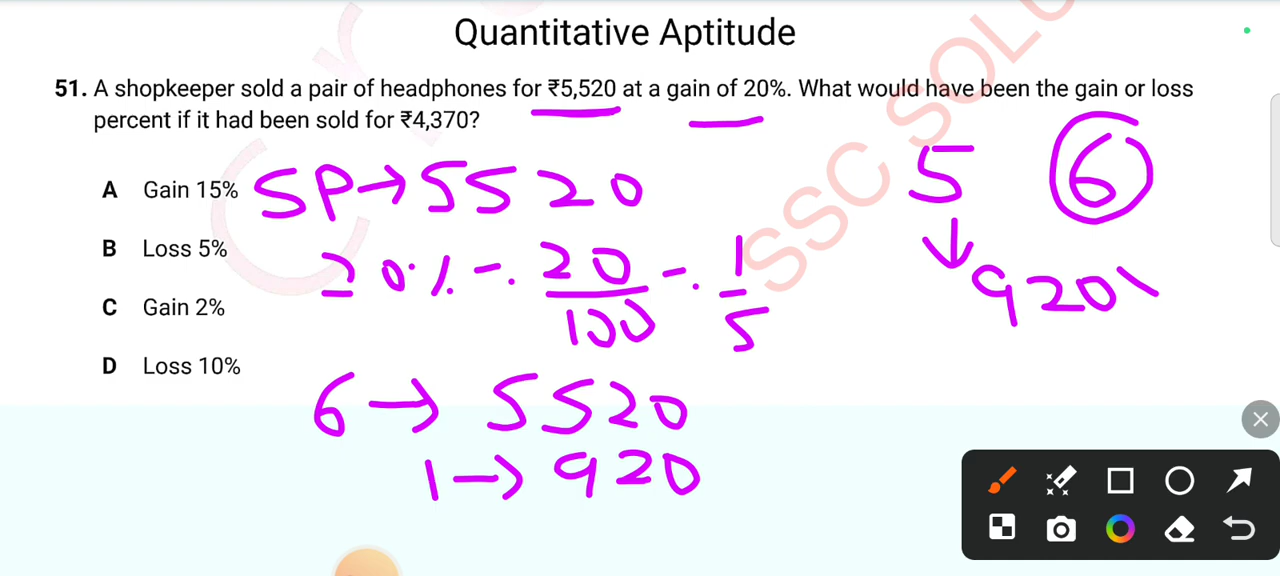 Quantitative Aptitude
51. A shopkeeper sold a pair of headphones for ₹5,520 at a gain of 20%. What would have been the gain or loss
percent if it had been sold for ₹4,370?
A Gain 15%
B Loss 5%
C Gain 2%
D Loss 10%
SP → 5520
20% -. 20/100 -. 1/5
6 → 5520
1 → 920
5 6
↓ 920
SSC SOLU